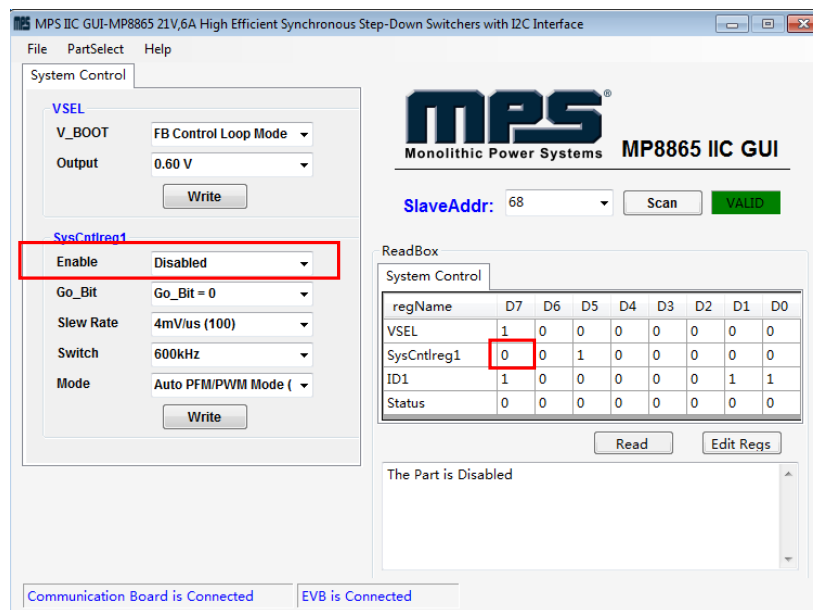 MPS IIC GUI-MP8865 21V,6A High Efficient Synchronous Step-Down Switchers with I2C Interface
File PartSelect Help
System Control
VSEL
V_BOOT FB Control Loop Mode
Output 0.60 V
Write
SysCntlreg1
Enable Disabled
Go_Bit Go_Bit = 0
Slew Rate 4mV/us (100)
Switch 600kHz
Mode Auto PFM/PWM Mode (
Write
mps®
Monolithic Power Systems MP8865 IIC GUI
SlaveAddr: 68 Scan VALID
ReadBox
System Control
regName D7 D6 D5 D4 D3 D2 D1 D0
VSEL 1 0 0 0 0 0 0 0
SysCntlreg1 0 0 1 0 0 0 0 0
ID1 1 0 0 0 0 0 1 1
Status 0 0 0 0 0 0 0 0
Read Edit Regs
The Part is Disabled
Communication Board is Connected EVB is Connected